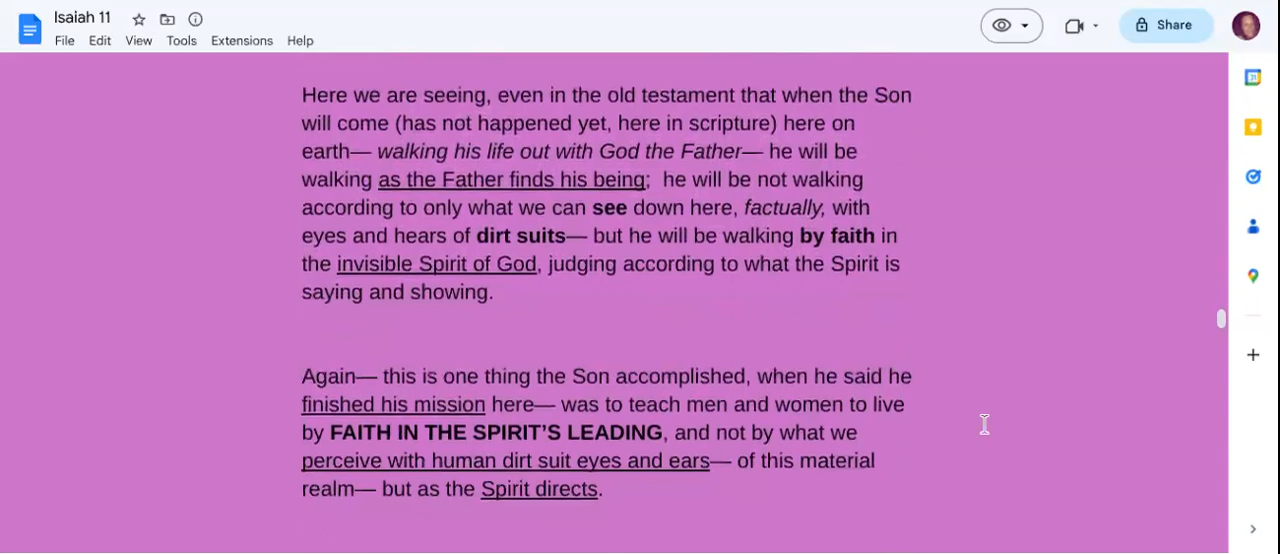 Isaiah 11
File Edit View Tools Extensions Help
Share
31
Here we are seeing, even in the old testament that when the Son
will come (has not happened yet, here in scripture) here on
earth— walking his life out with God the Father— he will be
walking as the Father finds his being;  he will be not walking
according to only what we can see down here, factually, with
eyes and hears of dirt suits— but he will be walking by faith in
the invisible Spirit of God, judging according to what the Spirit is
saying and showing.
Again— this is one thing the Son accomplished, when he said he
finished his mission here— was to teach men and women to live
by FAITH IN THE SPIRIT’S LEADING, and not by what we
perceive with human dirt suit eyes and ears— of this material
realm— but as the Spirit directs.